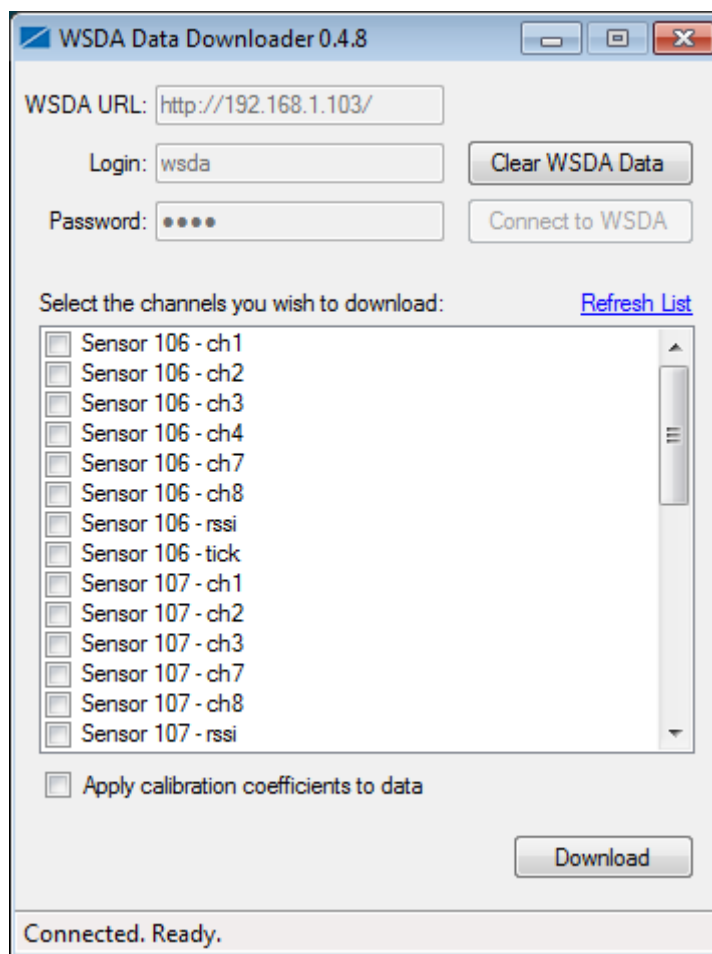 WSDA Data Downloader 0.4.8
WSDA URL: http://192.168.1.103/
Login: wsda Clear WSDA Data
Password: ●●●● Connect to WSDA
Select the channels you wish to download: Refresh List
Sensor 106 - ch1
Sensor 106 - ch2
Sensor 106 - ch3
Sensor 106 - ch4
Sensor 106 - ch7
Sensor 106 - ch8
Sensor 106 - rssi
Sensor 106 - tick
Sensor 107 - ch1
Sensor 107 - ch2
Sensor 107 - ch3
Sensor 107 - ch7
Sensor 107 - ch8
Sensor 107 - rssi
Apply calibration coefficients to data
Download
Connected. Ready.